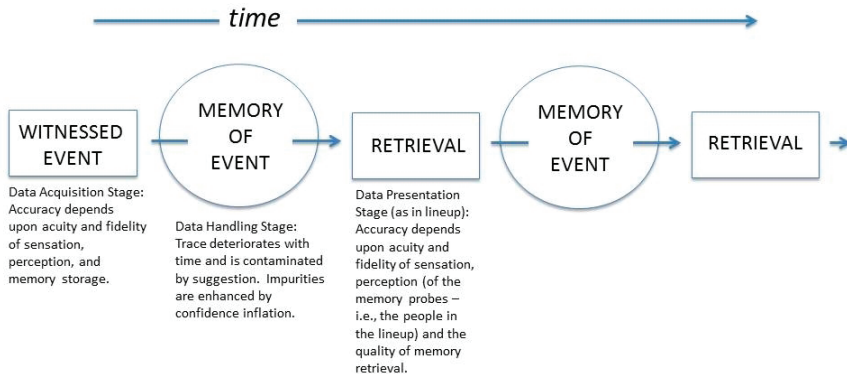 time
WITNESSED
EVENT
MEMORY
OF
EVENT
RETRIEVAL
MEMORY
OF
EVENT
RETRIEVAL
Data Acquisition Stage:
Accuracy depends
upon acuity and fidelity
of sensation,
perception, and
memory storage.
Data Handling Stage:
Trace deteriorates with
time and is contaminated
by suggestion. Impurities
are enhanced by
confidence inflation.
Data Presentation
Stage (as in lineup):
Accuracy depends
upon acuity and
fidelity of sensation,
perception (of the
memory probes –
i.e., the people in
the lineup) and the
quality of memory
retrieval.